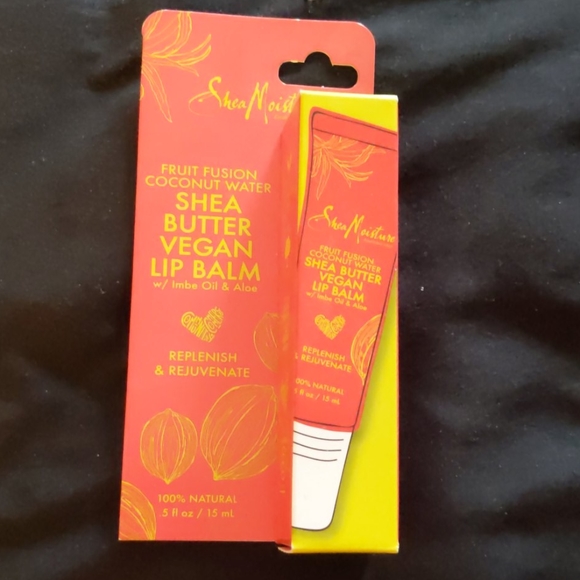 SheaMoisture
FRUIT FUSION
COCONUT WATER
SHEA
BUTTER
VEGAN
LIP BALM
w/ Imbe Oil & Aloe
REPLENISH
& REJUVENATE
100% NATURAL
.5 fl oz / 15 mL
SheaMoisture
FRUIT FUSION
COCONUT WATER
SHEA BUTTER
VEGAN
LIP BALM
w/ Imbe Oil & Aloe
REPLENISH
& REJUVENATE
100% NATURAL
.5 fl oz / 15 mL